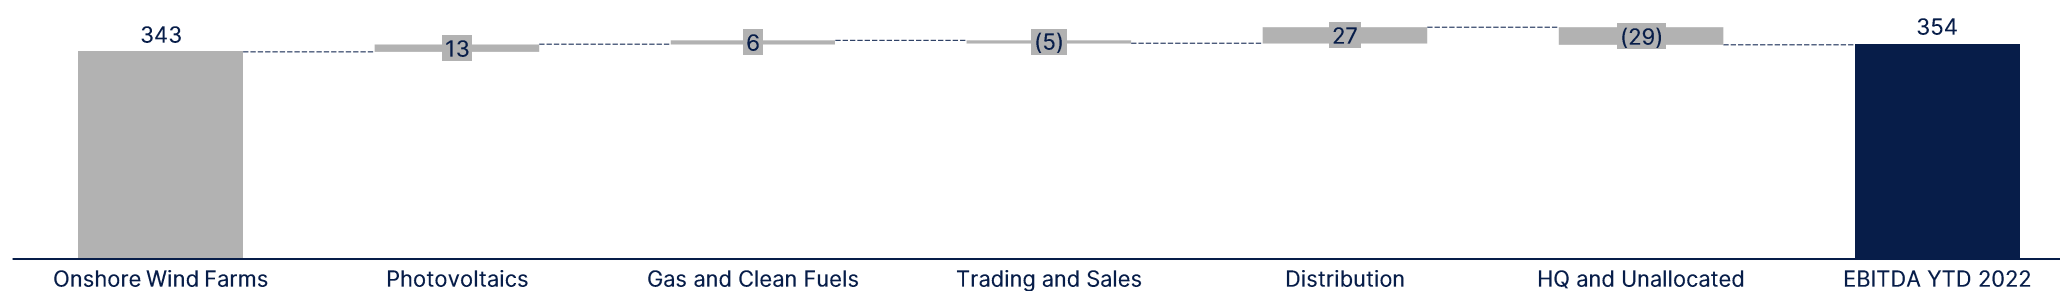 343
13
6
(5)
27
(29)
354
Onshore Wind Farms
Photovoltaics
Gas and Clean Fuels
Trading and Sales
Distribution
HQ and Unallocated
EBITDA YTD 2022